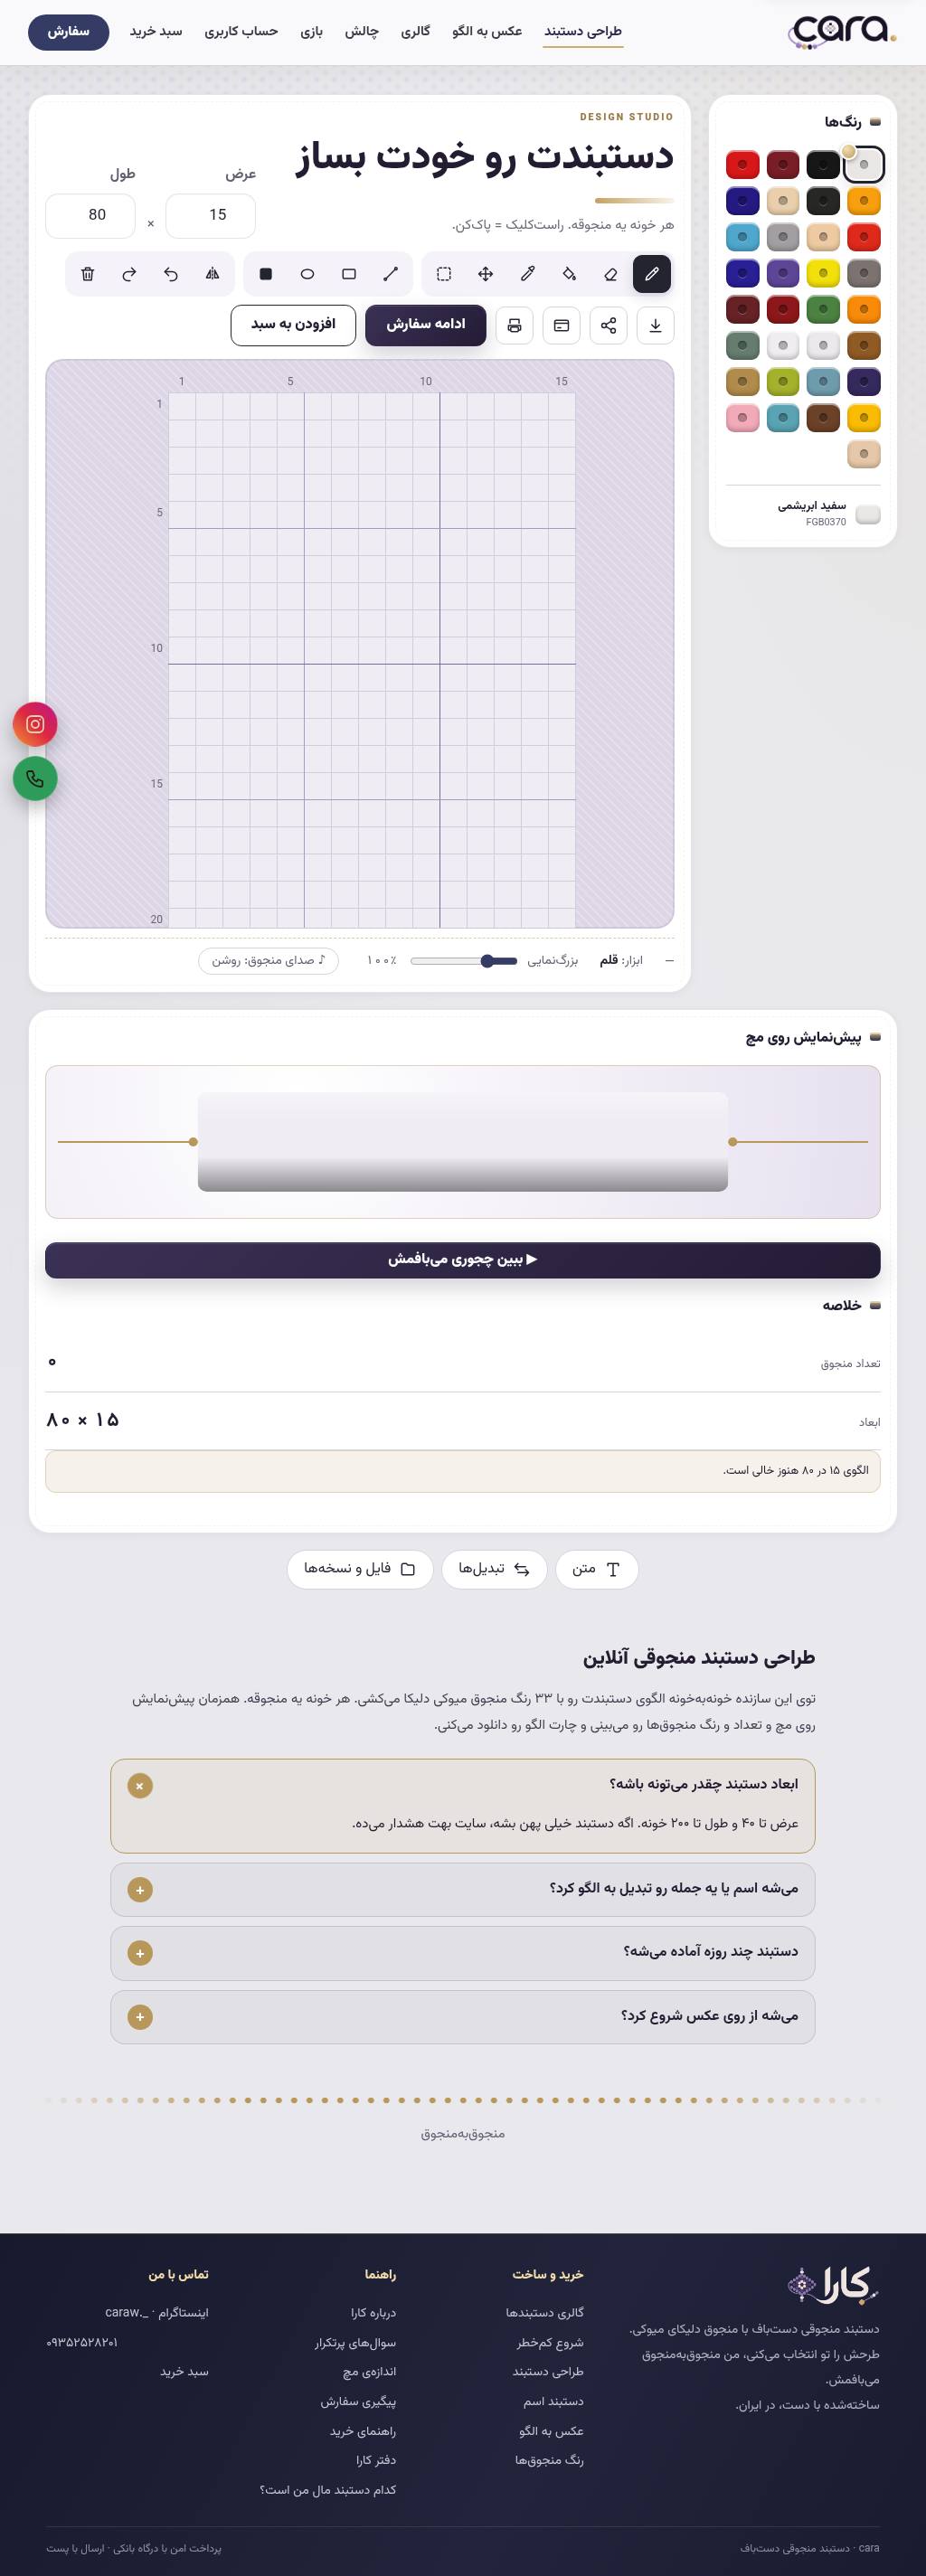 cara.
طراحی دستبند
عکس به الگو
گالری
چالش
بازی
حساب کاربری
سبد خرید
سفارش
رنگ‌ها
سفید ابریشمی
FGB0370
DESIGN STUDIO
دستبندت رو خودت بساز
هر خونه یه منجوقه. راست‌کلیک = پاک‌کن.
عرض
15
×
طول
80
ادامه سفارش
افزودن به سبد
1 5 10 15
1
5
10
15
20
—
ابزار: قلم
بزرگ‌نمایی
۱۰۰٪
♪ صدای منجوق: روشن
پیش‌نمایش روی مچ
▶ ببین چجوری می‌بافمش
خلاصه
تعداد منجوق
۰
ابعاد
۱۵ × ۸۰
الگوی ۱۵ در ۸۰ هنوز خالی است.
متن
تبدیل‌ها
فایل و نسخه‌ها
طراحی دستبند منجوقی آنلاین
توی این سازنده خونه‌به‌خونه الگوی دستبندت رو با ۳۳ رنگ منجوق میوکی دلیکا می‌کشی. هر خونه یه منجوقه. همزمان پیش‌نمایش
روی مچ و تعداد و رنگ منجوق‌ها رو می‌بینی و چارت الگو رو دانلود می‌کنی.
ابعاد دستبند چقدر می‌تونه باشه؟
×
عرض تا ۴۰ و طول تا ۲۰۰ خونه. اگه دستبند خیلی پهن بشه، سایت بهت هشدار می‌ده.
می‌شه اسم یا یه جمله رو تبدیل به الگو کرد؟
+
دستبند چند روزه آماده می‌شه؟
+
می‌شه از روی عکس شروع کرد؟
+
منجوق‌به‌منجوق
کارا
دستبند منجوقی دست‌باف با منجوق دلیکای میوکی.
طرحش را تو انتخاب می‌کنی، من منجوق‌به‌منجوق
می‌بافمش.
ساخته‌شده با دست، در ایران.
خرید و ساخت
گالری دستبندها
شروع کم‌خطر
طراحی دستبند
دستبند اسم
عکس به الگو
رنگ منجوق‌ها
راهنما
درباره کارا
سوال‌های پرتکرار
اندازه‌ی مچ
پیگیری سفارش
راهنمای خرید
دفتر کارا
کدام دستبند مال من است؟
تماس با من
اینستاگرام · caraw._
۰۹۳۵۲۵۲۸۲۰۱
سبد خرید
cara · دستبند منجوقی دست‌باف
پرداخت امن با درگاه بانکی · ارسال با پست